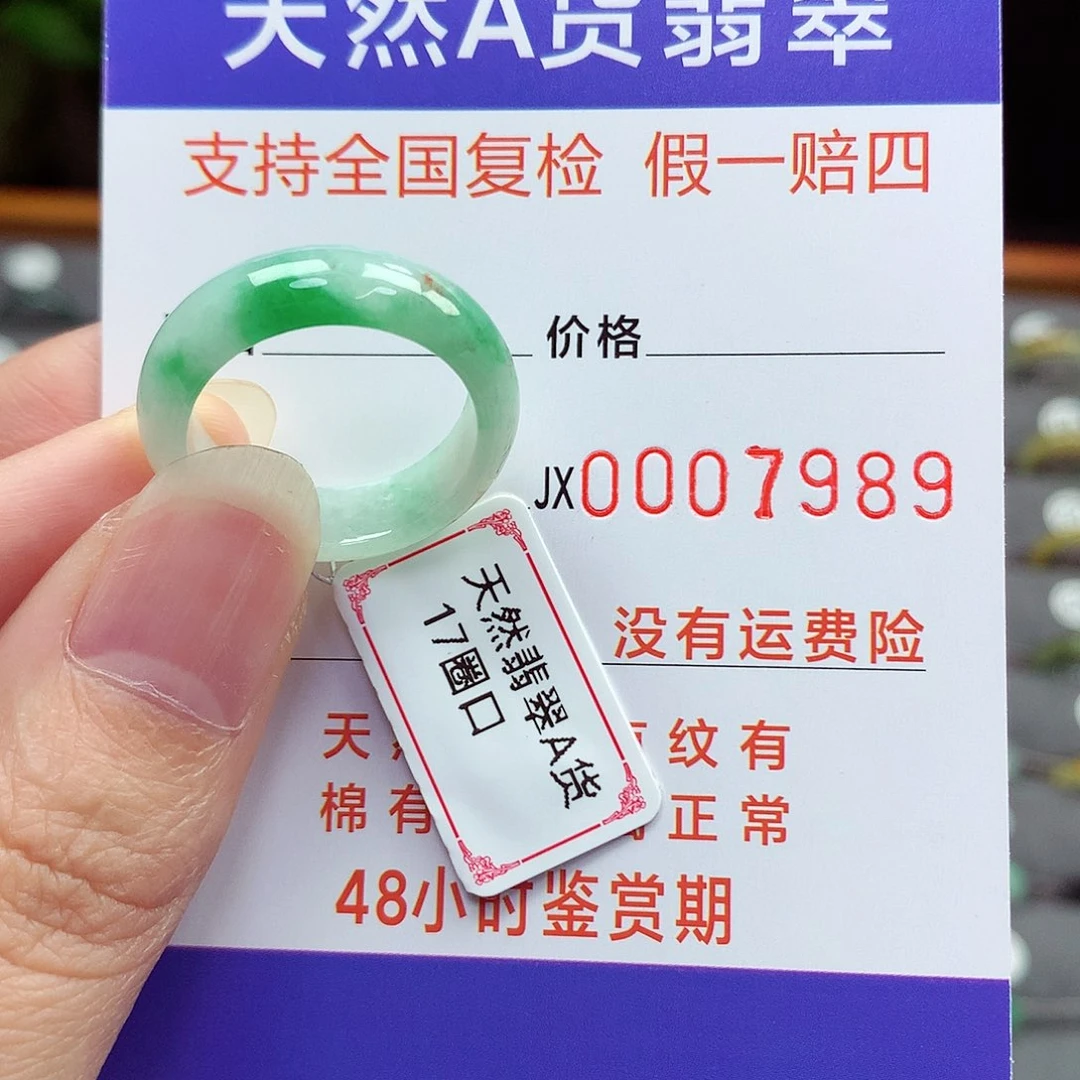 天然A货翡翠
支持全国复检 假一赔四
价格
JX0007989
没有运费险
天然翡翠A货
17圈口
天 纹有
棉有 正常
48小时鉴赏期